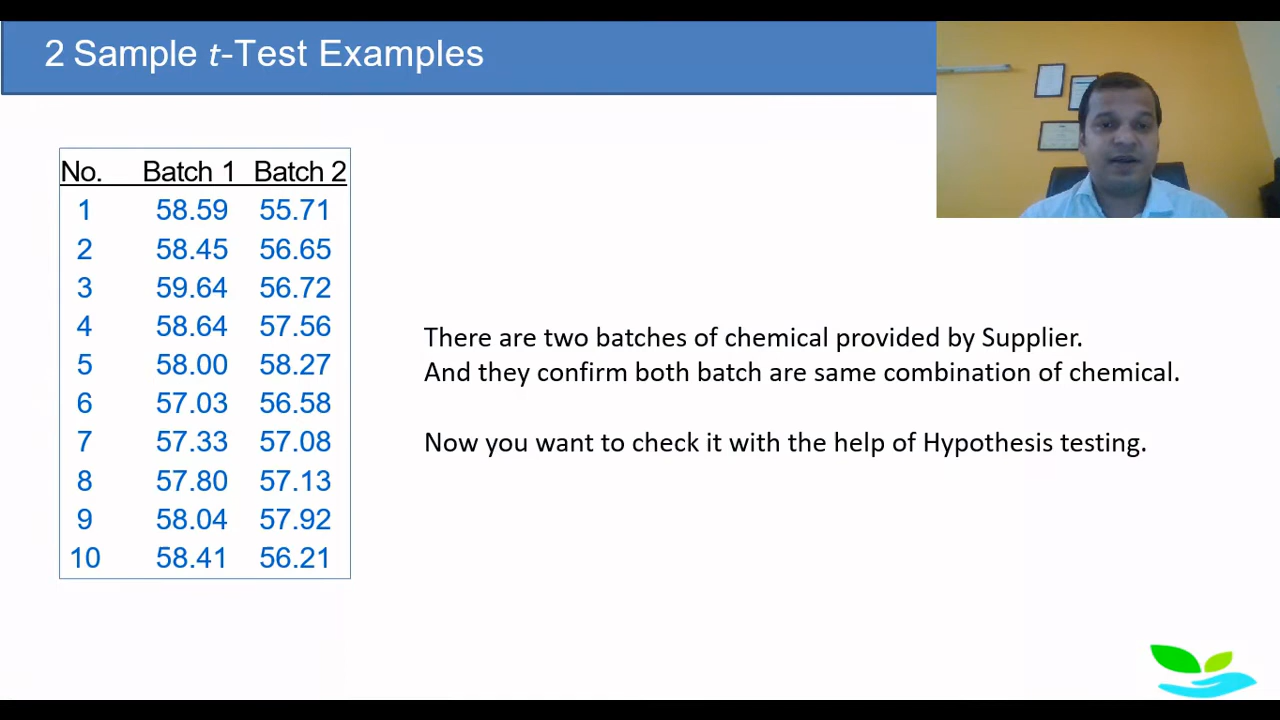 2 Sample t-Test Examples
No. Batch 1 Batch 2
1 58.59 55.71
2 58.45 56.65
3 59.64 56.72
4 58.64 57.56
5 58.00 58.27
6 57.03 56.58
7 57.33 57.08
8 57.80 57.13
9 58.04 57.92
10 58.41 56.21
There are two batches of chemical provided by Supplier.
And they confirm both batch are same combination of chemical.
Now you want to check it with the help of Hypothesis testing.